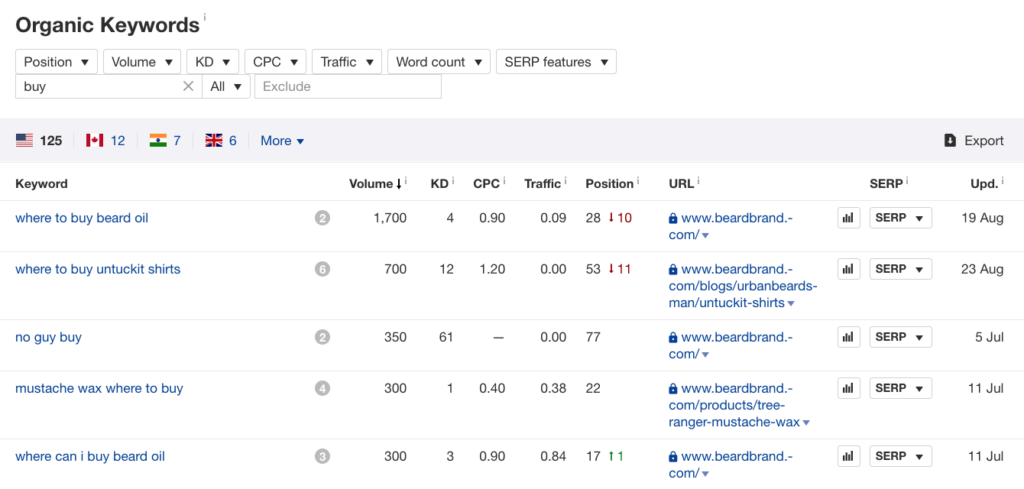 Organic Keywords i
Position ▼ Volume ▼ KD ▼ CPC ▼ Traffic ▼ Word count ▼ SERP features ▼
buy × All ▼ Exclude
125 12 7 6 More ▼ Export
Keyword Volume ↓ i KD i CPC i Traffic i Position i URL i SERP i Upd. i
where to buy beard oil 2 1,700 4 0.90 0.09 28 ↓10 www.beardbrand.- SERP ▼ 19 Aug
com/ ▼
where to buy untuckit shirts 6 700 12 1.20 0.00 53 ↓11 www.beardbrand.- SERP ▼ 23 Aug
com/blogs/urbanbeards-
man/untuckit-shirts ▼
no guy buy 2 350 61 — 0.00 77 www.beardbrand.- SERP ▼ 5 Jul
com/ ▼
mustache wax where to buy 4 300 1 0.40 0.38 22 www.beardbrand.- SERP ▼ 11 Jul
com/products/tree-
ranger-mustache-wax ▼
where can i buy beard oil 3 300 3 0.90 0.84 17 ↑1 www.beardbrand.- SERP ▼ 11 Jul
com/ ▼